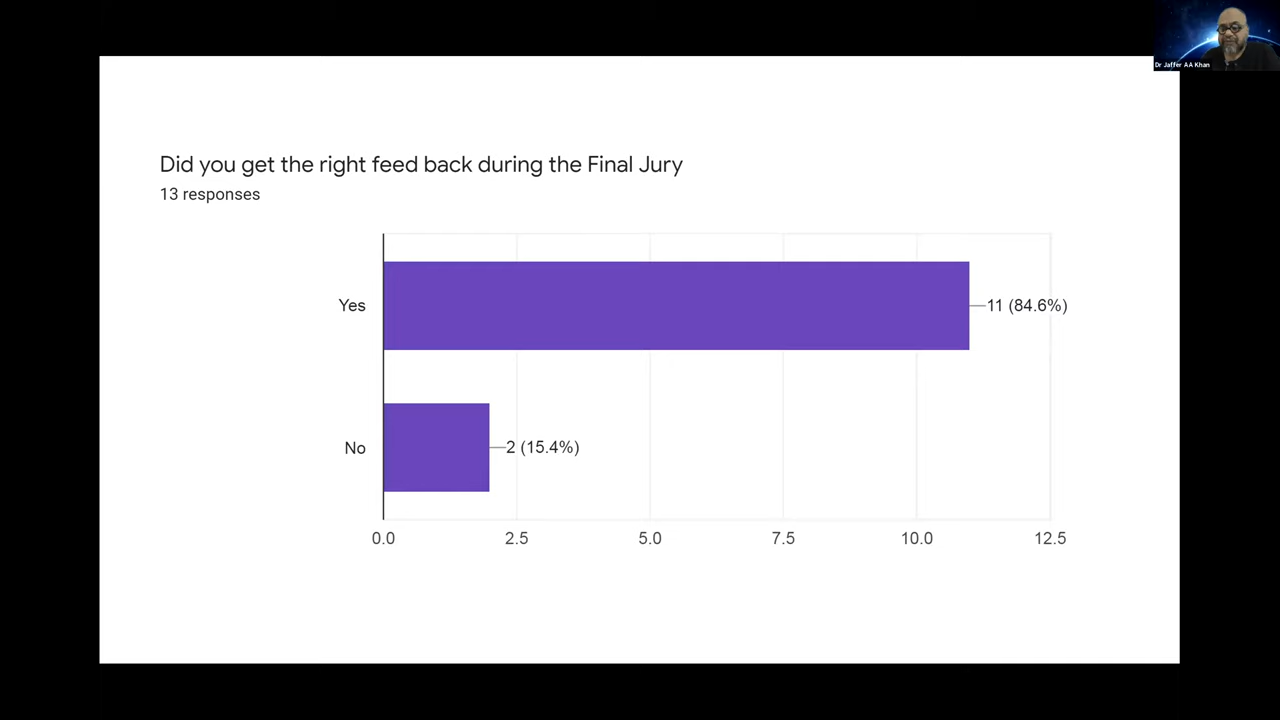 Dr Jaffer AA Khan
Did you get the right feed back during the Final Jury
13 responses
Yes
11 (84.6%)
No
2 (15.4%)
0.0 2.5 5.0 7.5 10.0 12.5